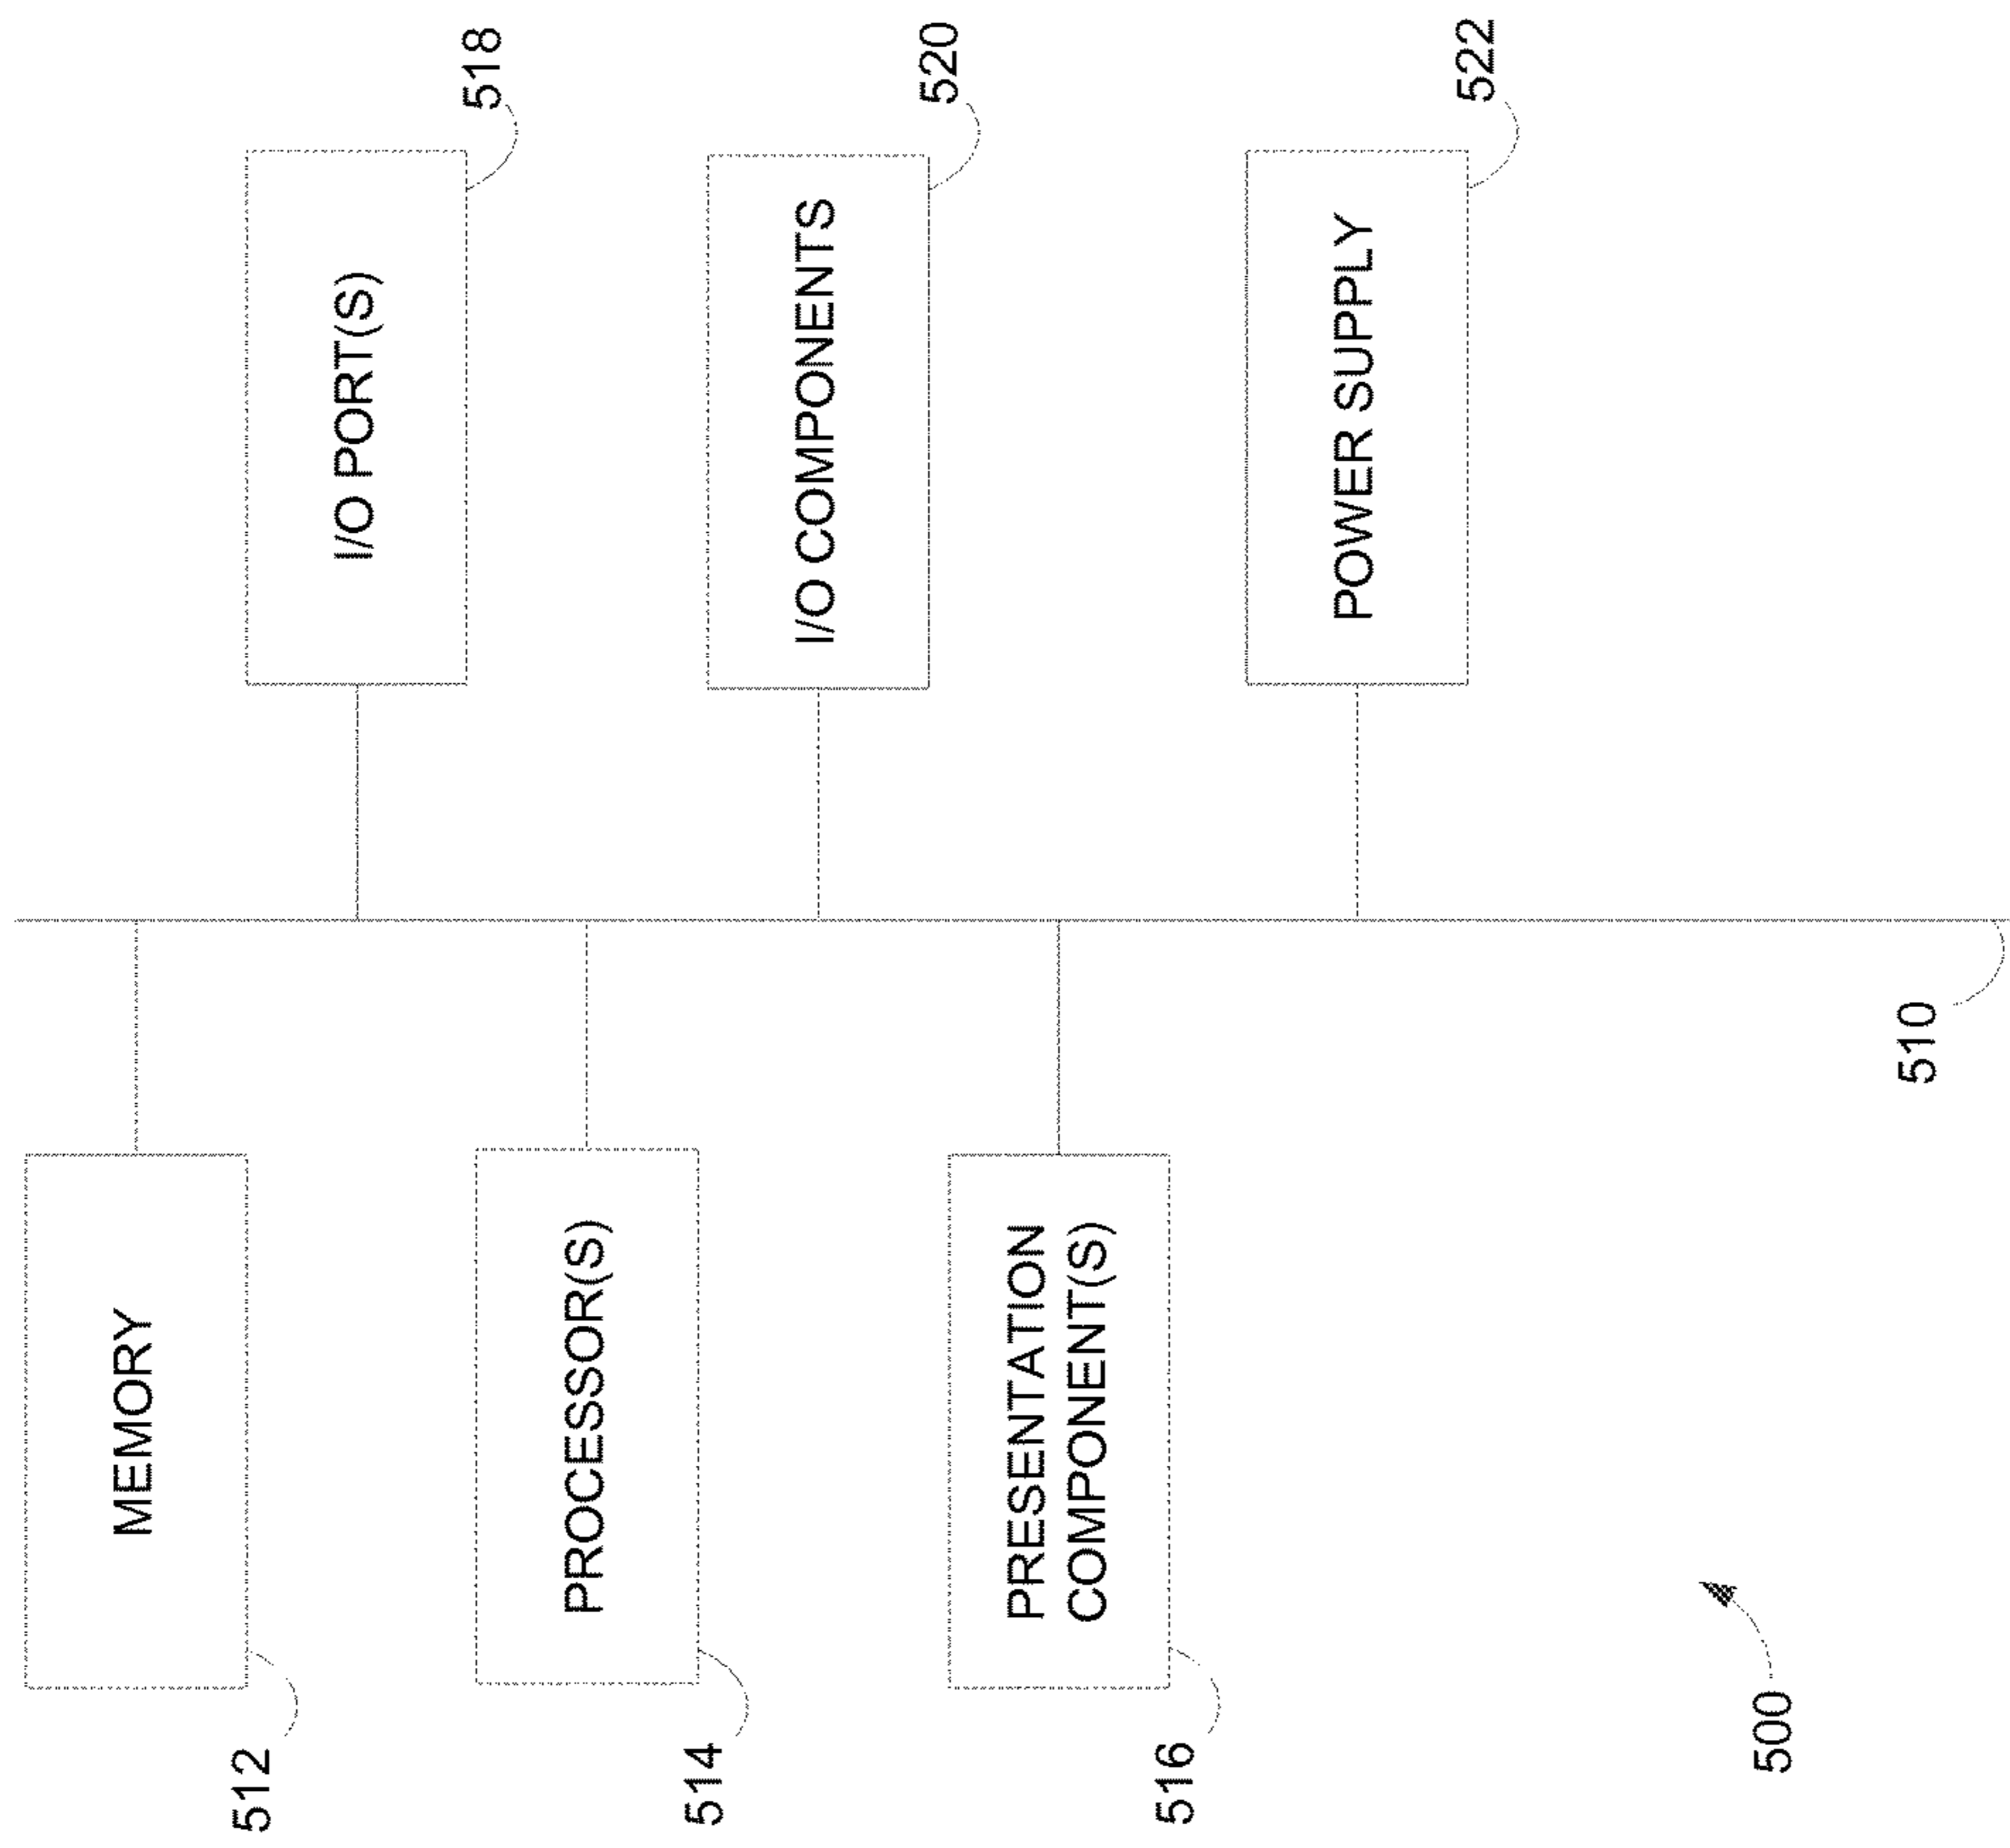 MEMORY
512
PROCESSOR(S)
514
PRESENTATION
COMPONENT(S)
516
I/O PORT(S)
518
I/O COMPONENTS
520
POWER SUPPLY
522
510
500